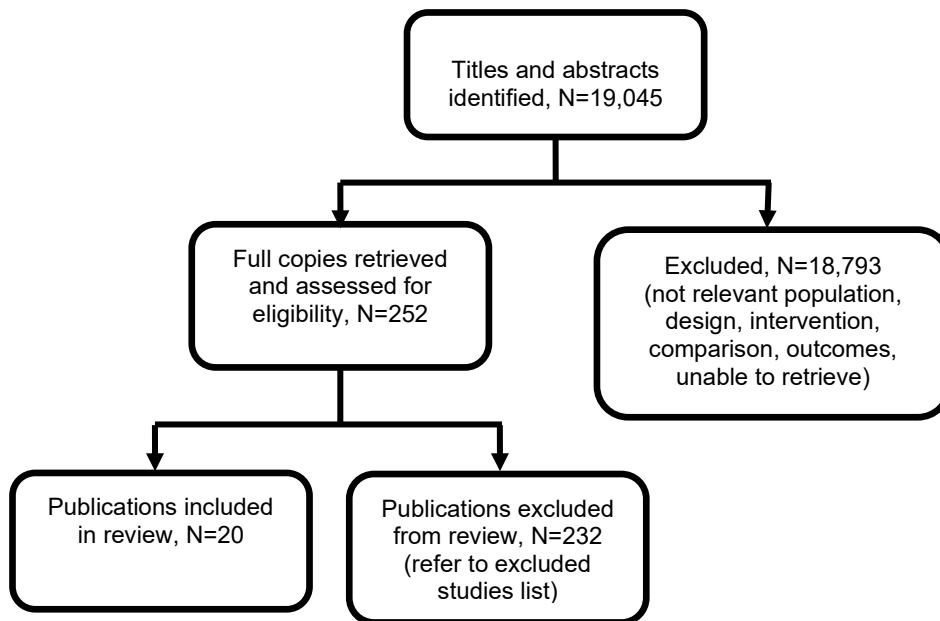 Titles and abstracts
identified, N=19,045
Full copies retrieved
and assessed for
eligibility, N=252
Excluded, N=18,793
(not relevant population,
design, intervention,
comparison, outcomes,
unable to retrieve)
Publications included
in review, N=20
Publications excluded
from review, N=232
(refer to excluded
studies list)